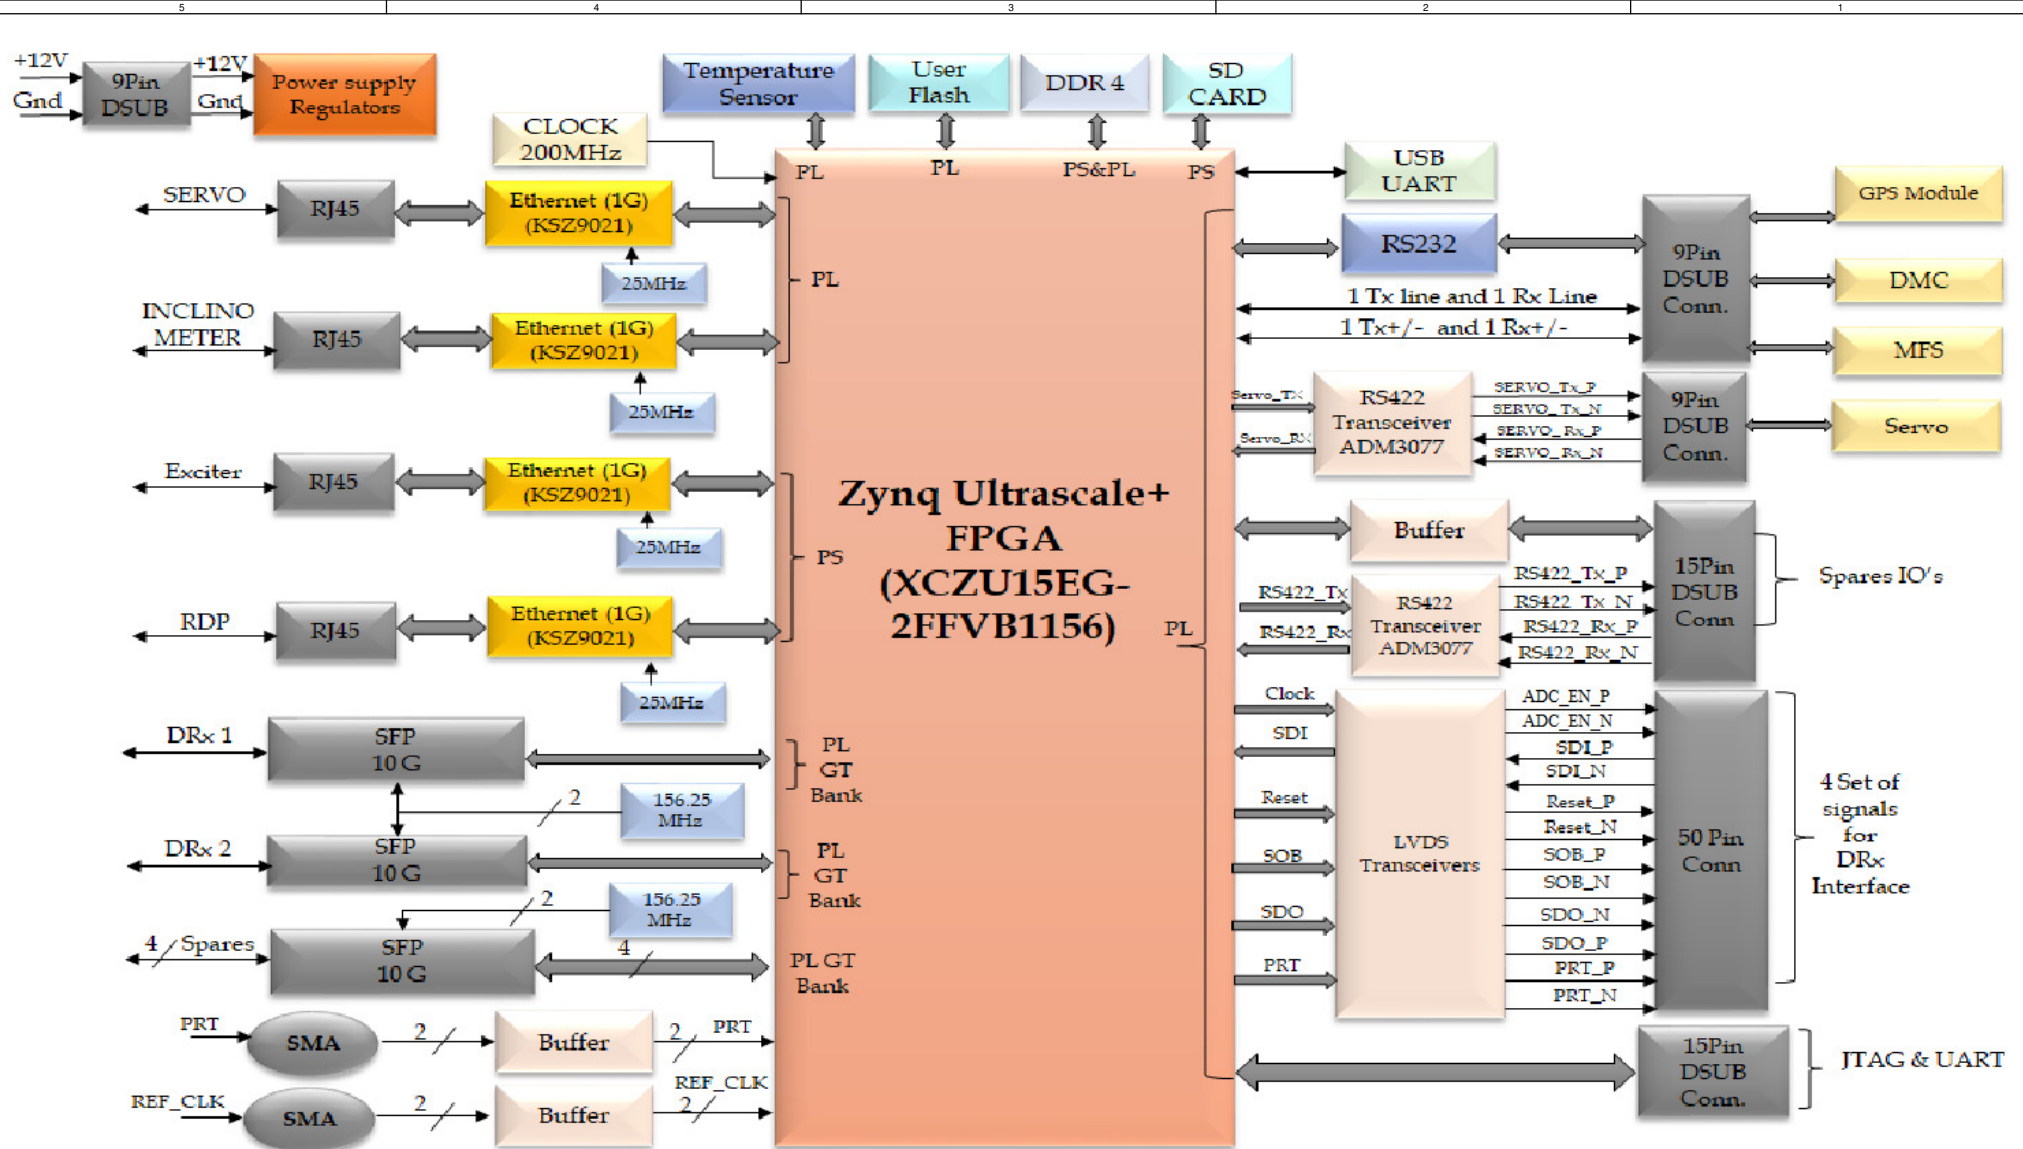 5 4 3 2 1
+12V
Gnd
9Pin
DSUB
+12V
Gnd
Power supply
Regulators
Temperature
Sensor
User
Flash
DDR 4
SD
CARD
CLOCK
200MHz
PL
PL
PS&PL
PS
USB
UART
SERVO
RJ45
Ethernet (1G)
(KSZ9021)
25MHz
PL
INCLINO
METER
RJ45
Ethernet (1G)
(KSZ9021)
25MHz
Exciter
RJ45
Ethernet (1G)
(KSZ9021)
25MHz
PS
RDP
RJ45
Ethernet (1G)
(KSZ9021)
25MHz
DRx 1
SFP
10 G
PL
GT
Bank
2
156.25
MHz
DRx 2
SFP
10 G
PL
GT
Bank
2
156.25
MHz
4 Spares
SFP
10 G
4
PL GT
Bank
PRT
SMA
2
Buffer
2
PRT
REF_CLK
SMA
2
Buffer
REF_CLK
2
Zynq Ultrascale+
FPGA
(XCZU15EG-
2FFVB1156)
PL
RS232
9Pin
DSUB
Conn.
GPS Module
DMC
MFS
1 Tx line and 1 Rx Line
1 Tx+/- and 1 Rx+/-
Servo_TX
Servo_RX
RS422
Transceiver
ADM3077
SERVO_Tx_P
SERVO_Tx_N
SERVO_Rx_P
SERVO_Rx_N
9Pin
DSUB
Conn.
Servo
Buffer
15Pin
DSUB
Conn
Spares IO's
RS422_Tx
RS422_Rx
RS422
Transceiver
ADM3077
RS422_Tx_P
RS422_Tx_N
RS422_Rx_P
RS422_Rx_N
Clock
SDI
Reset
SOB
SDO
PRT
LVDS
Transceivers
ADC_EN_P
ADC_EN_N
SDI_P
SDI_N
Reset_P
Reset_N
SOB_P
SOB_N
SDO_N
SDO_P
PRT_P
PRT_N
50 Pin
Conn
4 Set of
signals
for
DRx
Interface
15Pin
DSUB
Conn.
JTAG & UART